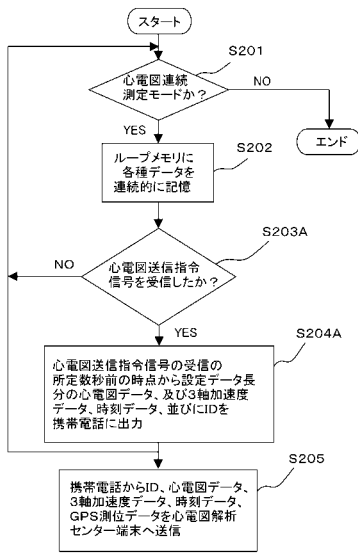 スタート
S201
心電図連続
測定モードか？
NO
YES
エンド
S202
ループメモリに
各種データを
連続的に記憶
S203A
心電図送信指令
信号を受信したか？
NO
YES
S204A
心電図送信指令信号の受信の
所定数秒前の時点から設定データ長
分の心電図データ、及び3軸加速度
データ、時刻データ、並びにIDを
携帯電話に出力
S205
携帯電話からID、心電図データ、
3軸加速度データ、時刻データ、
GPS測位データを心電図解析
センター端末へ送信